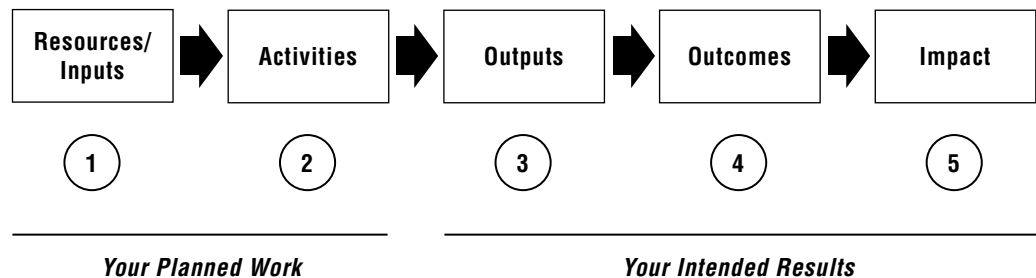 Resources/
Inputs
Activities
Outputs
Outcomes
Impact
1
2
3
4
5
Your Planned Work
Your Intended Results